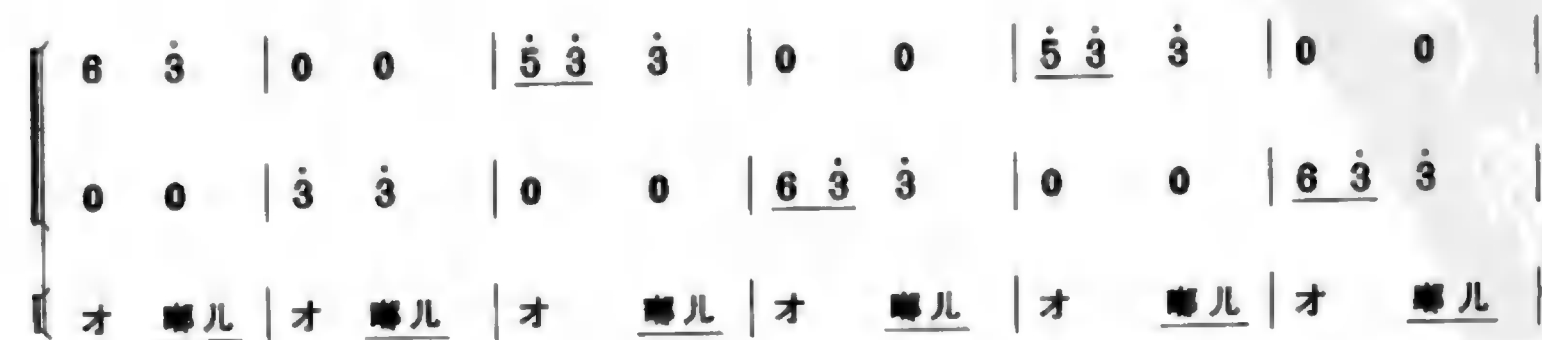 6 3̇ | 0 0 | 5̇ 3̇ 3̇ | 0 0 | 5̇ 3̇ 3̇ | 0 0 |
0 0 | 3̇ 3̇ | 0 0 | 6 3̇ 3̇ | 0 0 | 6 3̇ 3̇ |
才 儿 | 才 儿 | 才 儿 | 才 儿 | 才 儿 | 才 儿 |